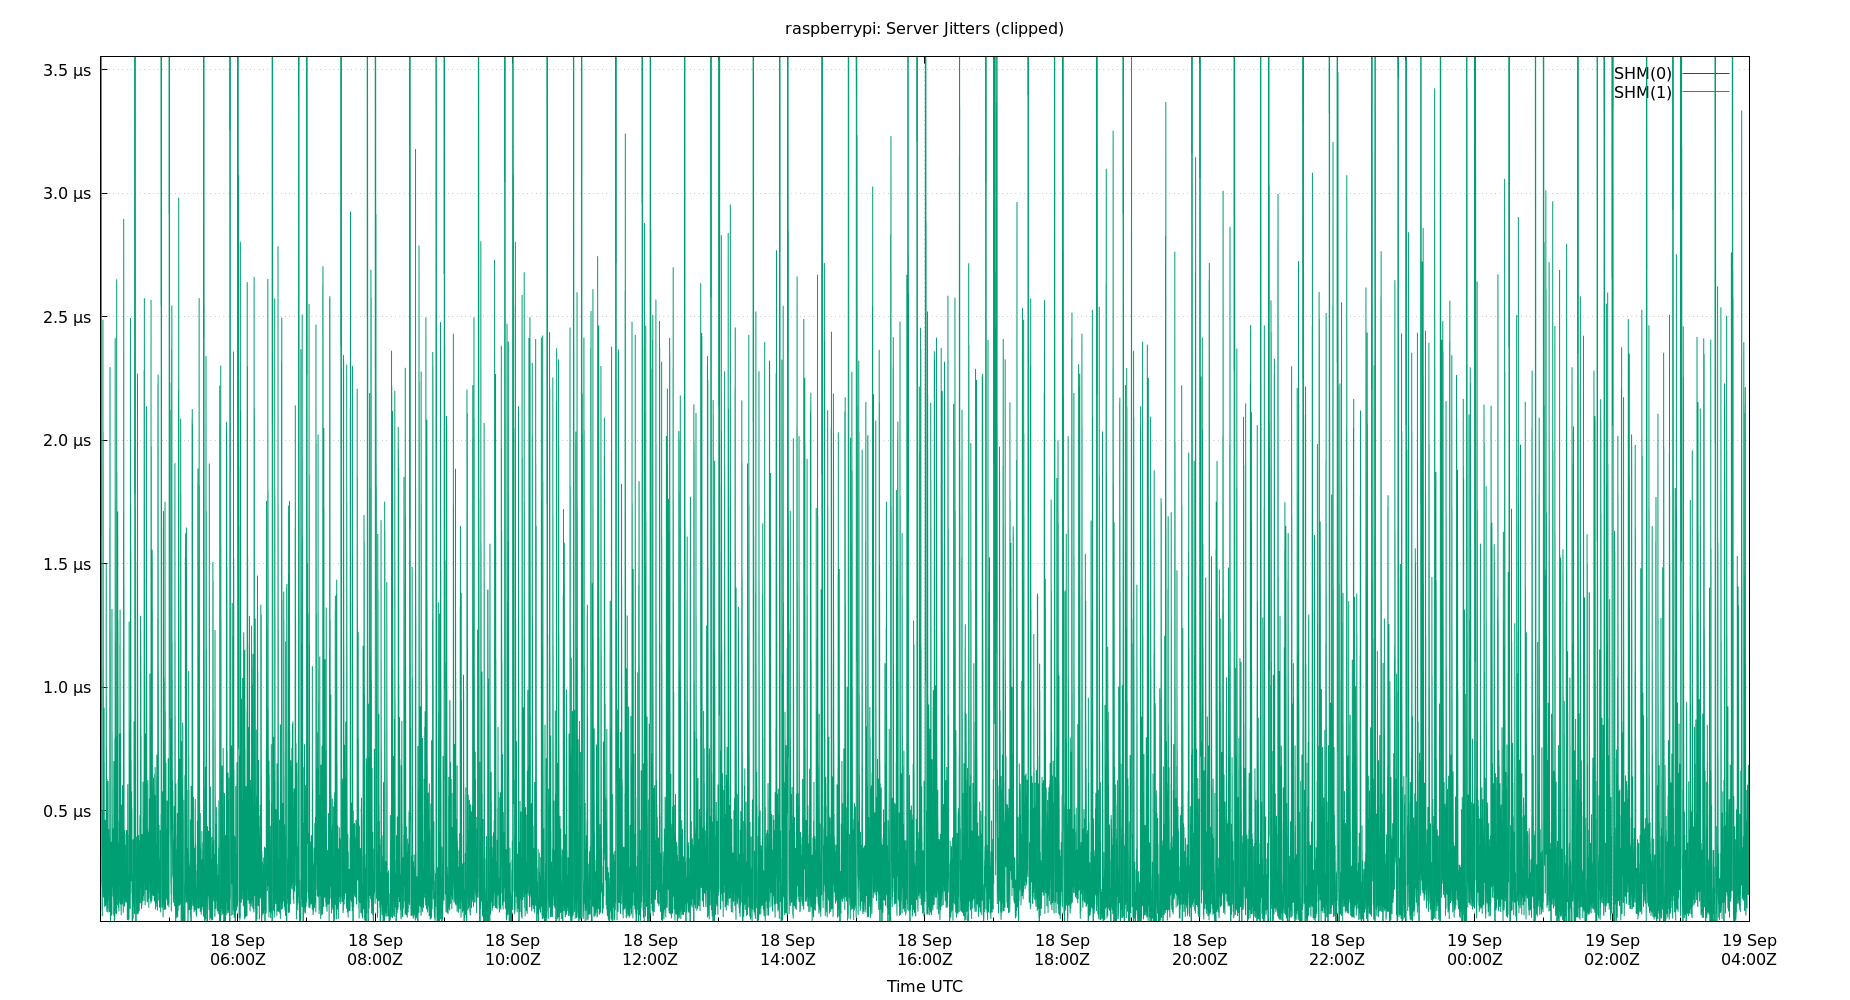 raspberrypi: Server Jitters (clipped)
3.5 µs
3.0 µs
2.5 µs
2.0 µs
1.5 µs
1.0 µs
0.5 µs
SHM(0)
SHM(1)
18 Sep 18 Sep 18 Sep 18 Sep 18 Sep 18 Sep 18 Sep 18 Sep 18 Sep 19 Sep 19 Sep 19 Sep
06:00Z 08:00Z 10:00Z 12:00Z 14:00Z 16:00Z 18:00Z 20:00Z 22:00Z 00:00Z 02:00Z 04:00Z
Time UTC